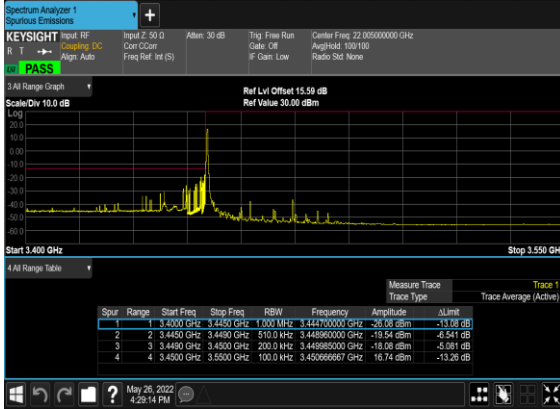 Spectrum Analyzer 1
Spurious Emissions
+
KEYSIGHT Input: RF Input Z: 50 Ω Atten: 30 dB Trig: Free Run Center Freq: 22.005000000 GHz
R T Coupling: DC Corr CCorr Gate: Off Avg|Hold: 100/100
Align: Auto Freq Ref: Int (S) IF Gain: Low Radio Std: None
LXI PASS
3 All Range Graph
Ref Lvl Offset 15.59 dB
Scale/Div 10.0 dB Ref Value 30.00 dBm
Log
20.0
10.0
0.00
-10.0
-20.0
-30.0
-40.0
-50.0
-60.0
Start 3.400 GHz Stop 3.550 GH
4 All Range Table
Measure Trace Trace 1
Trace Type Trace Average (Active)
Spur Range Start Freq Stop Freq RBW Frequency Amplitude ΔLimit
1 1 3.4000 GHz 3.4450 GHz 1.000 MHz 3.444700000 GHz -26.08 dBm -13.08 dB
2 2 3.4450 GHz 3.4490 GHz 510.0 kHz 3.448960000 GHz -19.54 dBm -6.541 dB
3 3 3.4490 GHz 3.4500 GHz 200.0 kHz 3.449985000 GHz -18.08 dBm -5.081 dB
4 4 3.4500 GHz 3.5500 GHz 100.0 kHz 3.450666667 GHz 16.74 dBm -13.26 dB
May 26, 2022
4:29:14 PM
?